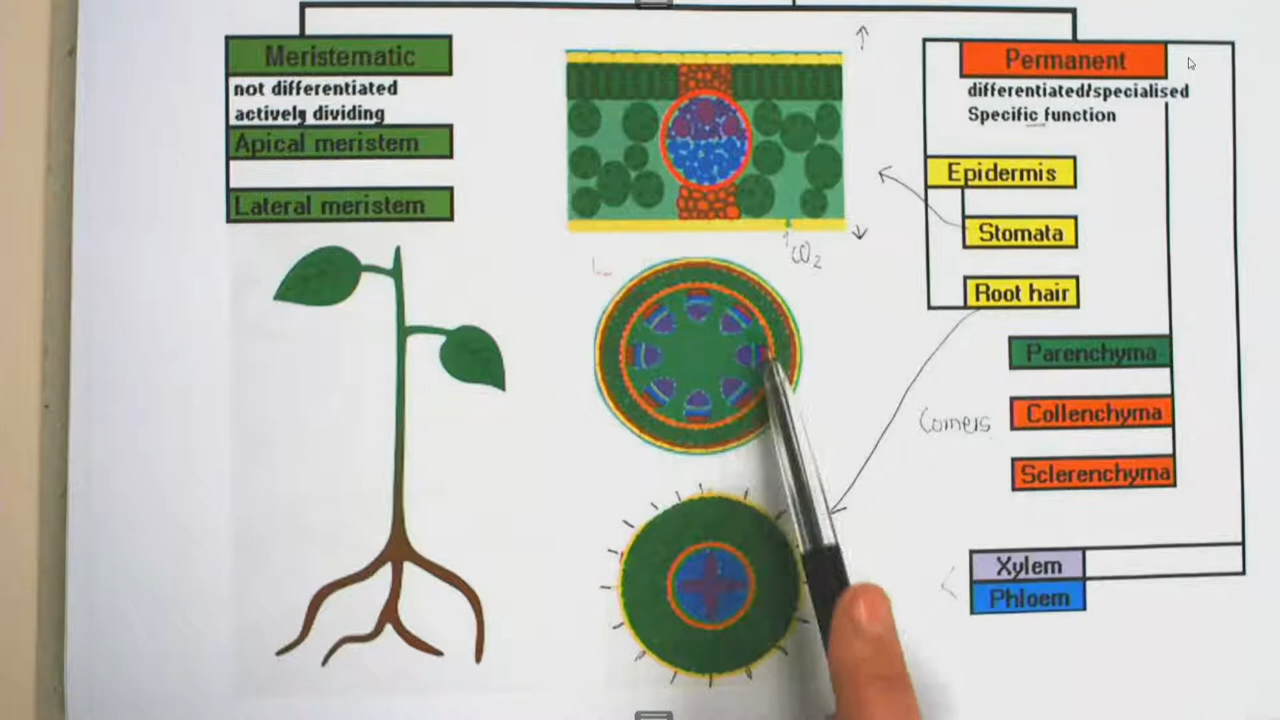 Meristematic
not differentiated
actively dividing
Apical meristem
Lateral meristem
CO2
Permanent
differentiated/specialised
Specific function
Epidermis
Stomata
Root hair
Parenchyma
Corners
Collenchyma
Sclerenchyma
Xylem
Phloem